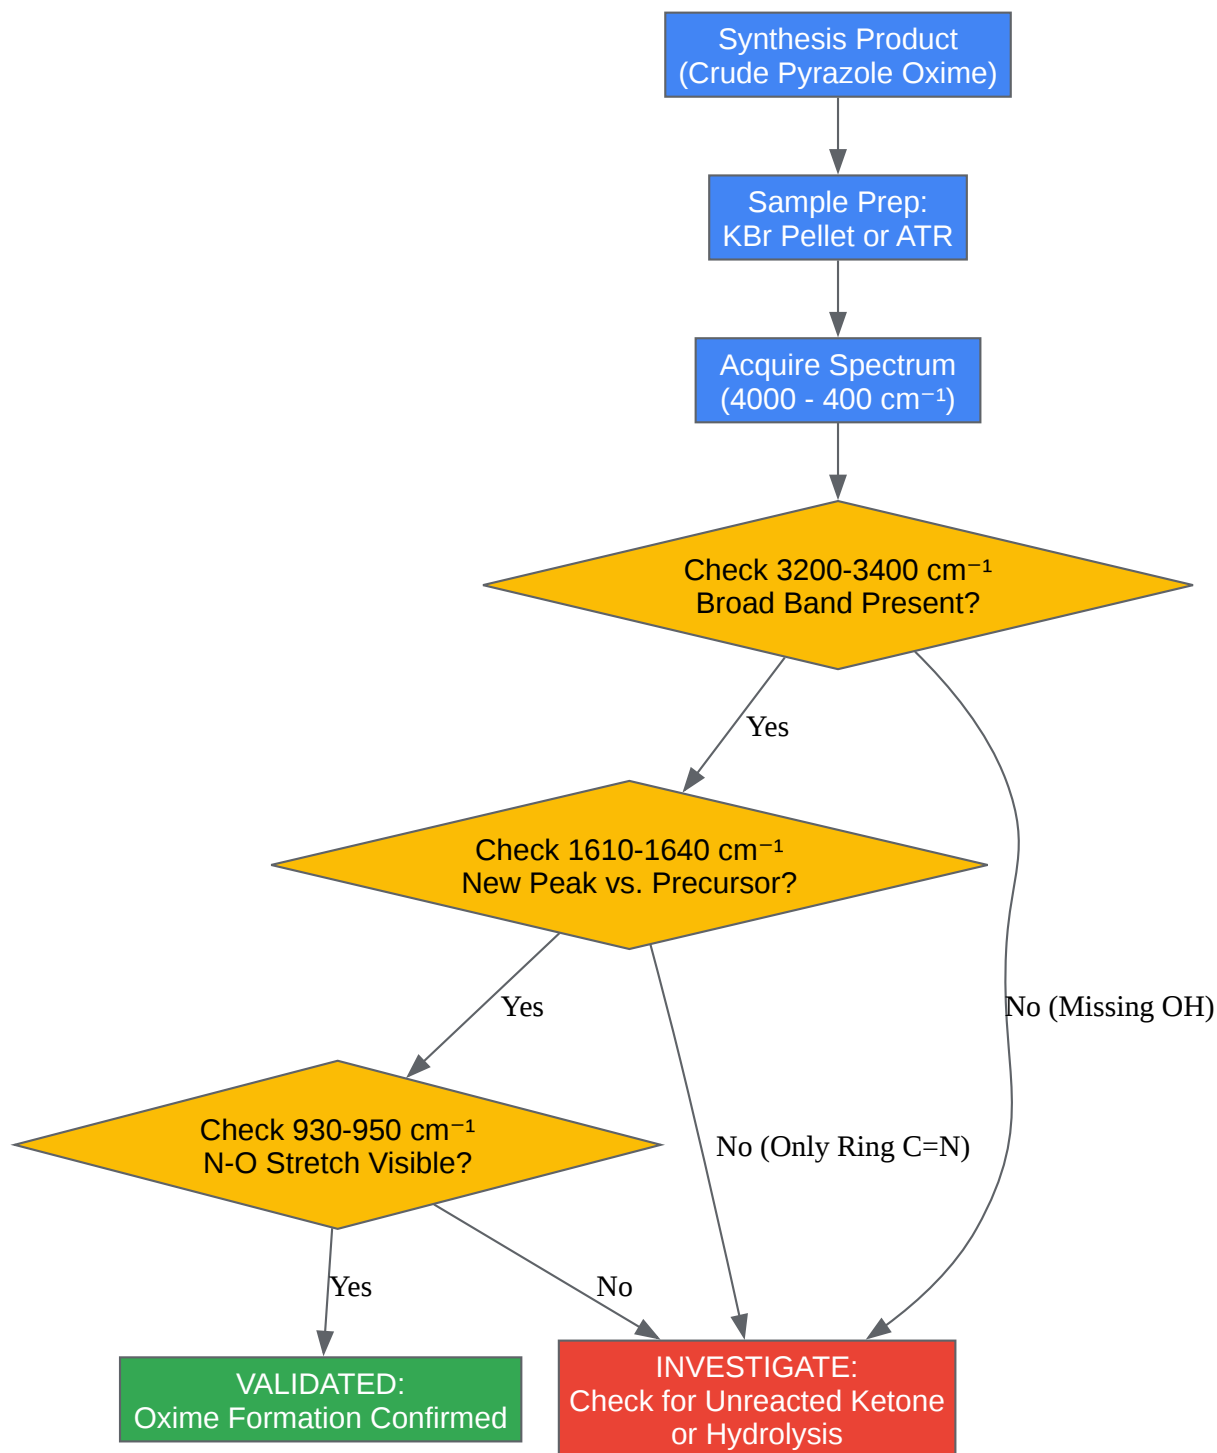 Synthesis Product
(Crude Pyrazole Oxime)
Sample Prep:
KBr Pellet or ATR
Acquire Spectrum
(4000 - 400 cm⁻¹)
Check 3200-3400 cm⁻¹
Broad Band Present?
Yes
Check 1610-1640 cm⁻¹
New Peak vs. Precursor?
Yes
No (Missing OH)
Check 930-950 cm⁻¹
N-O Stretch Visible?
No (Only Ring C=N)
Yes
No
VALIDATED:
Oxime Formation Confirmed
INVESTIGATE:
Check for Unreacted Ketone
or Hydrolysis